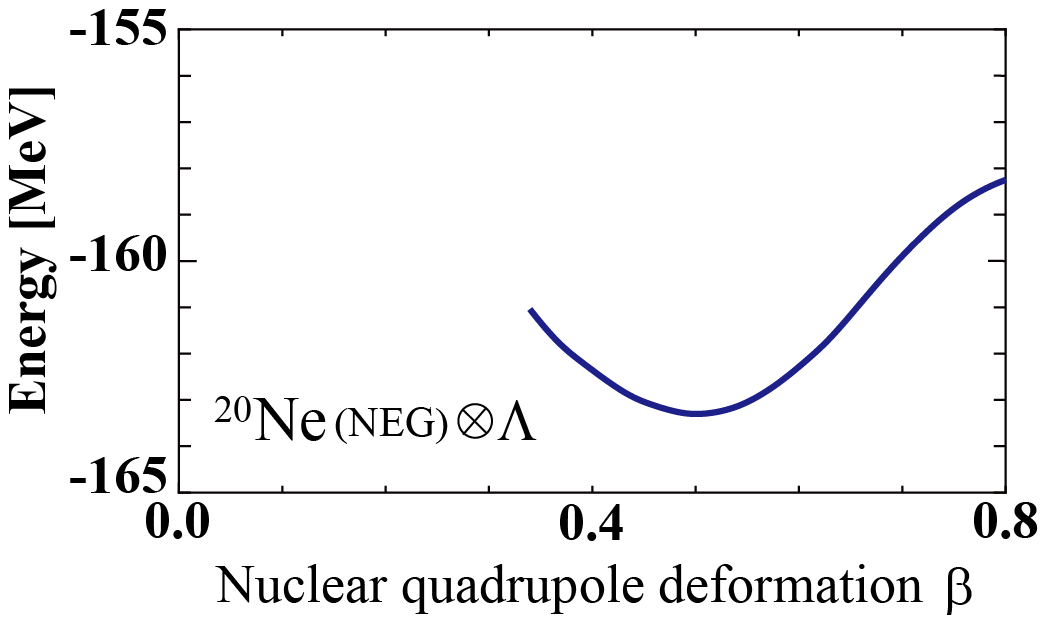 -155
Energy [MeV]
-160
²⁰Ne (NEG) ⊗ Λ
-165
0.0 0.4 0.8
Nuclear quadrupole deformation β